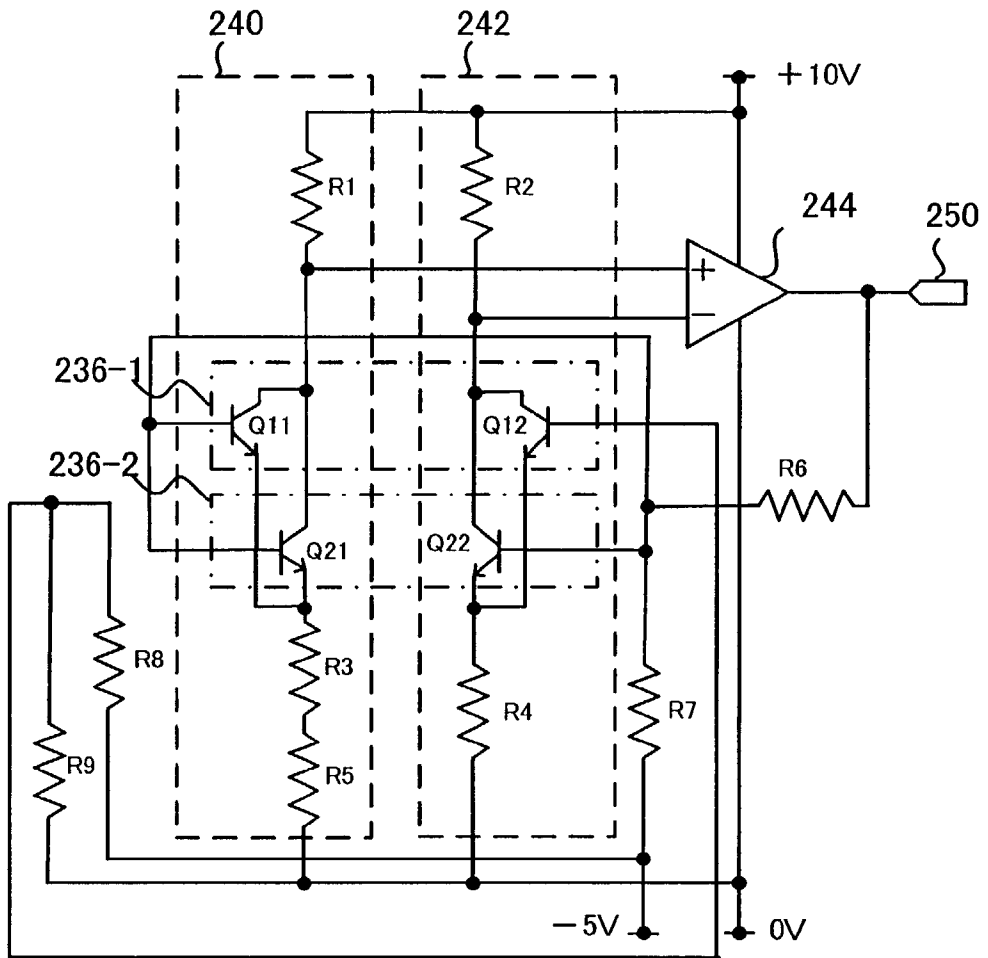 240
242
+10V
R1
R2
244
250
+
−
236-1
Q11
Q12
236-2
R6
Q21
Q22
R8
R3
R4
R7
R9
R5
−5V
0V